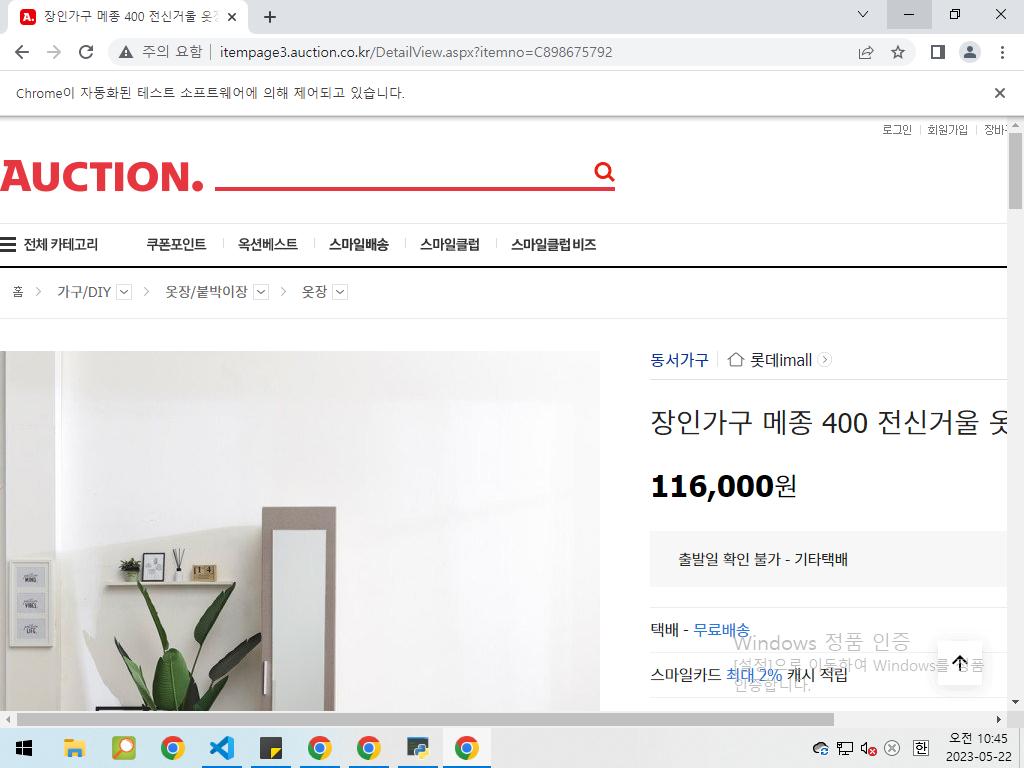 장인가구 메종 400 전신거울 옷
주의 요함
itempage3.auction.co.kr/DetailView.aspx?itemno=C898675792
Chrome이 자동화된 테스트 소프트웨어에 의해 제어되고 있습니다.
로그인 회원가입 장바
AUCTION.
전체 카테고리 쿠폰포인트 옥션베스트 스마일배송 스마일클럽 스마일클럽 비즈
홈 가구/DIY 옷장/붙박이장 옷장
동서가구 롯데imall
장인가구 메종 400 전신거울 옷
116,000원
출발일 확인 불가 - 기타택배
택배 - 무료배송
스마일카드 최대 2% 캐시 적립
Windows 정품 인증
[설정]으로 이동하여 Windows를 정품
인증합니다.
한
오전 10:45
2023-05-22